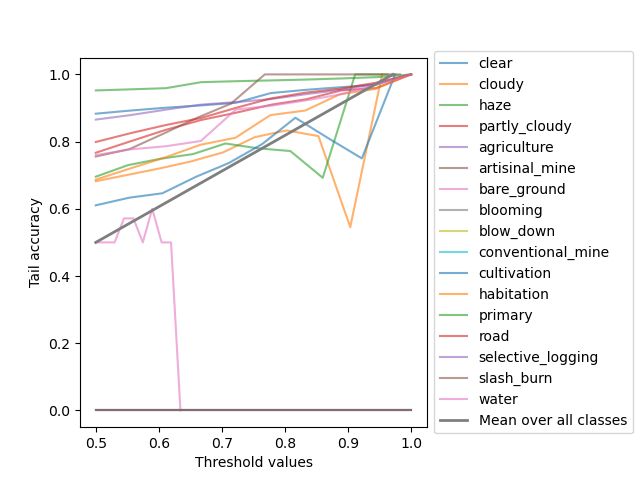 Tail accuracy
1.0
0.8
0.6
0.4
0.2
0.0
0.5 0.6 0.7 0.8 0.9 1.0
Threshold values
clear
cloudy
haze
partly_cloudy
agriculture
artisinal_mine
bare_ground
blooming
blow_down
conventional_mine
cultivation
habitation
primary
road
selective_logging
slash_burn
water
Mean over all classes